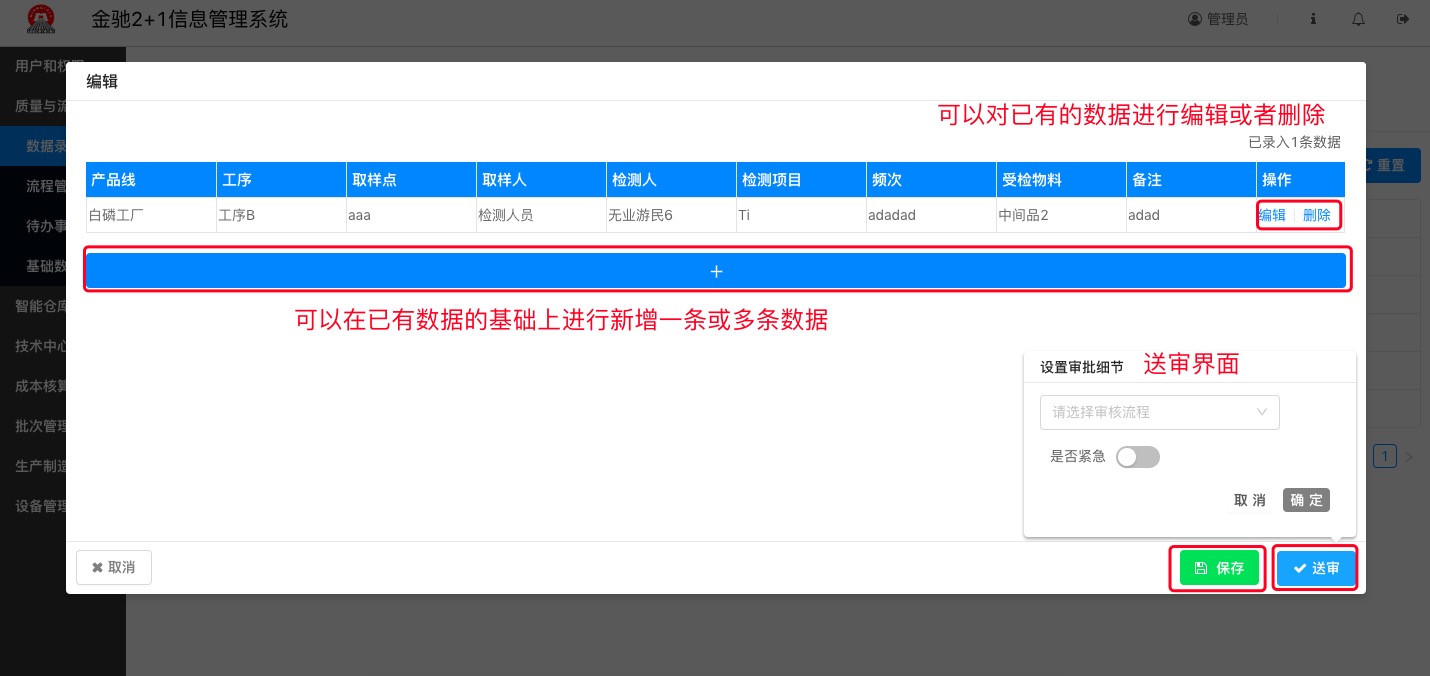 金驰2+1信息管理系统
管理员
用户和权限
编辑
质量与流
可以对已有的数据进行编辑或者删除
已录入1条数据
数据录
重置
产品线 工序 取样点 取样人 检测人 检测项目 频次 受检物料 备注 操作
流程管
白磷工厂 工序B aaa 检测人员 无业游民6 Ti adadad 中间品2 adad 编辑 删除
待办事
基础数
+
智能仓库
可以在已有数据的基础上进行新增一条或多条数据
技术中心
设置审批细节 送审界面
成本核算
请选择审核流程
批次管理
是否紧急
1
生产制造
取消 确定
设备管理
取消
保存
送审